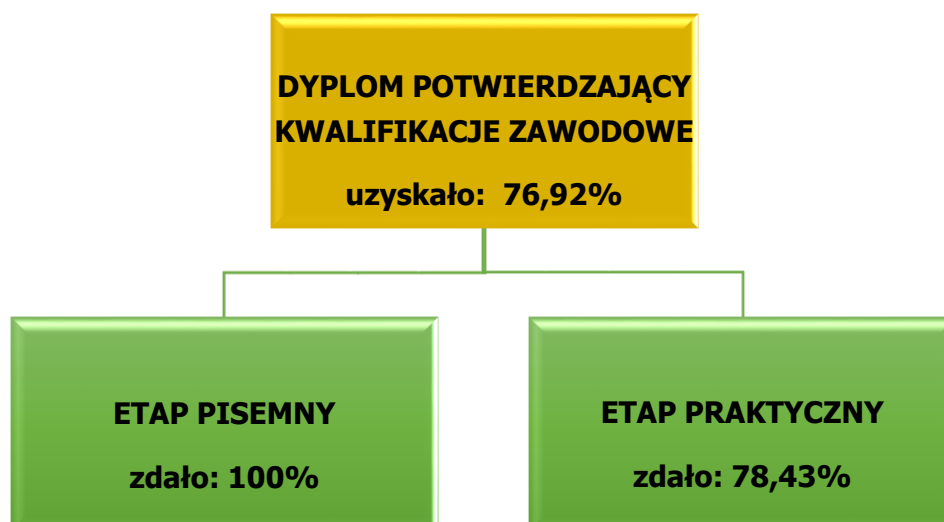 DYPLOM POTWIERDZAJĄCY
KWALIFIKACJE ZAWODOWE
uzyskało: 76,92%
ETAP PISEMNY
zdało: 100%
ETAP PRAKTYCZNY
zdało: 78,43%